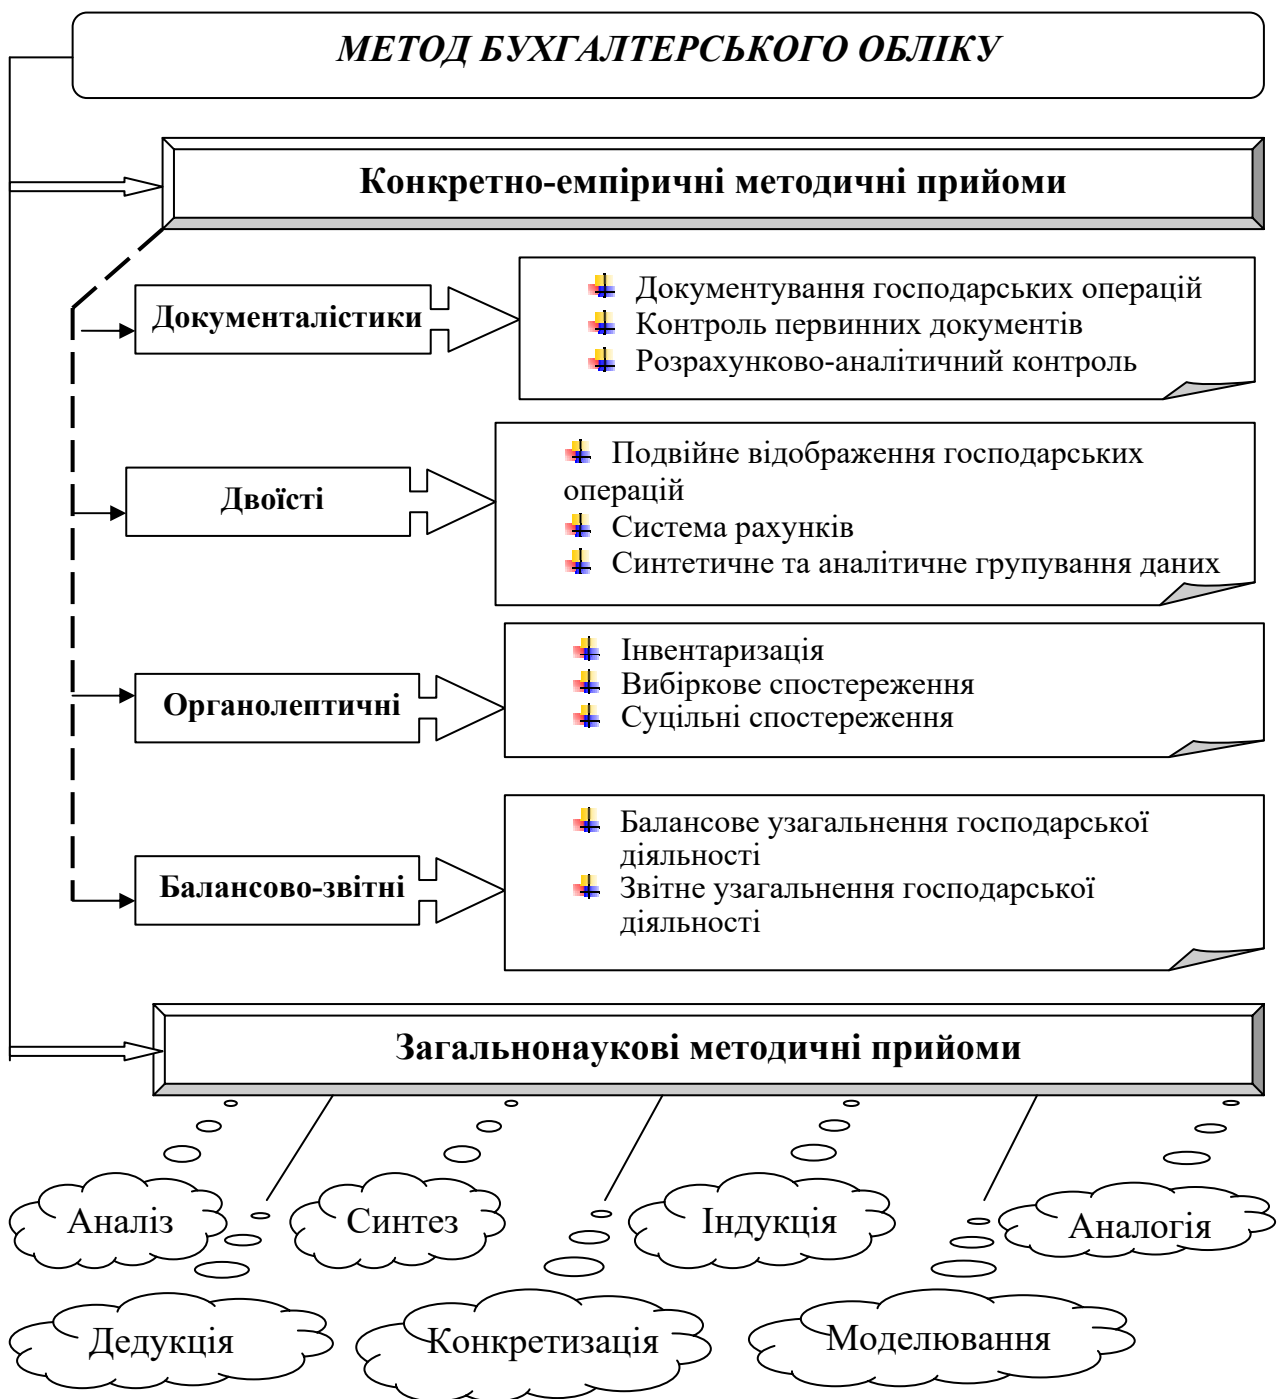 МЕТОД БУХГАЛТЕРСЬКОГО ОБЛІКУ
Конкретно-емпіричні методичні прийоми
Документалістики
Документування господарських операцій
Контроль первинних документів
Розрахунково-аналітичний контроль
Двоїсті
Подвійне відображення господарських
операцій
Система рахунків
Синтетичне та аналітичне групування даних
Органолептичні
Інвентаризація
Вибіркове спостереження
Суцільні спостереження
Балансово-звітні
Балансове узагальнення господарської
діяльності
Звітне узагальнення господарської
діяльності
Загальнонаукові методичні прийоми
Аналіз
Синтез
Індукція
Аналогія
Дедукція
Конкретизація
Моделювання